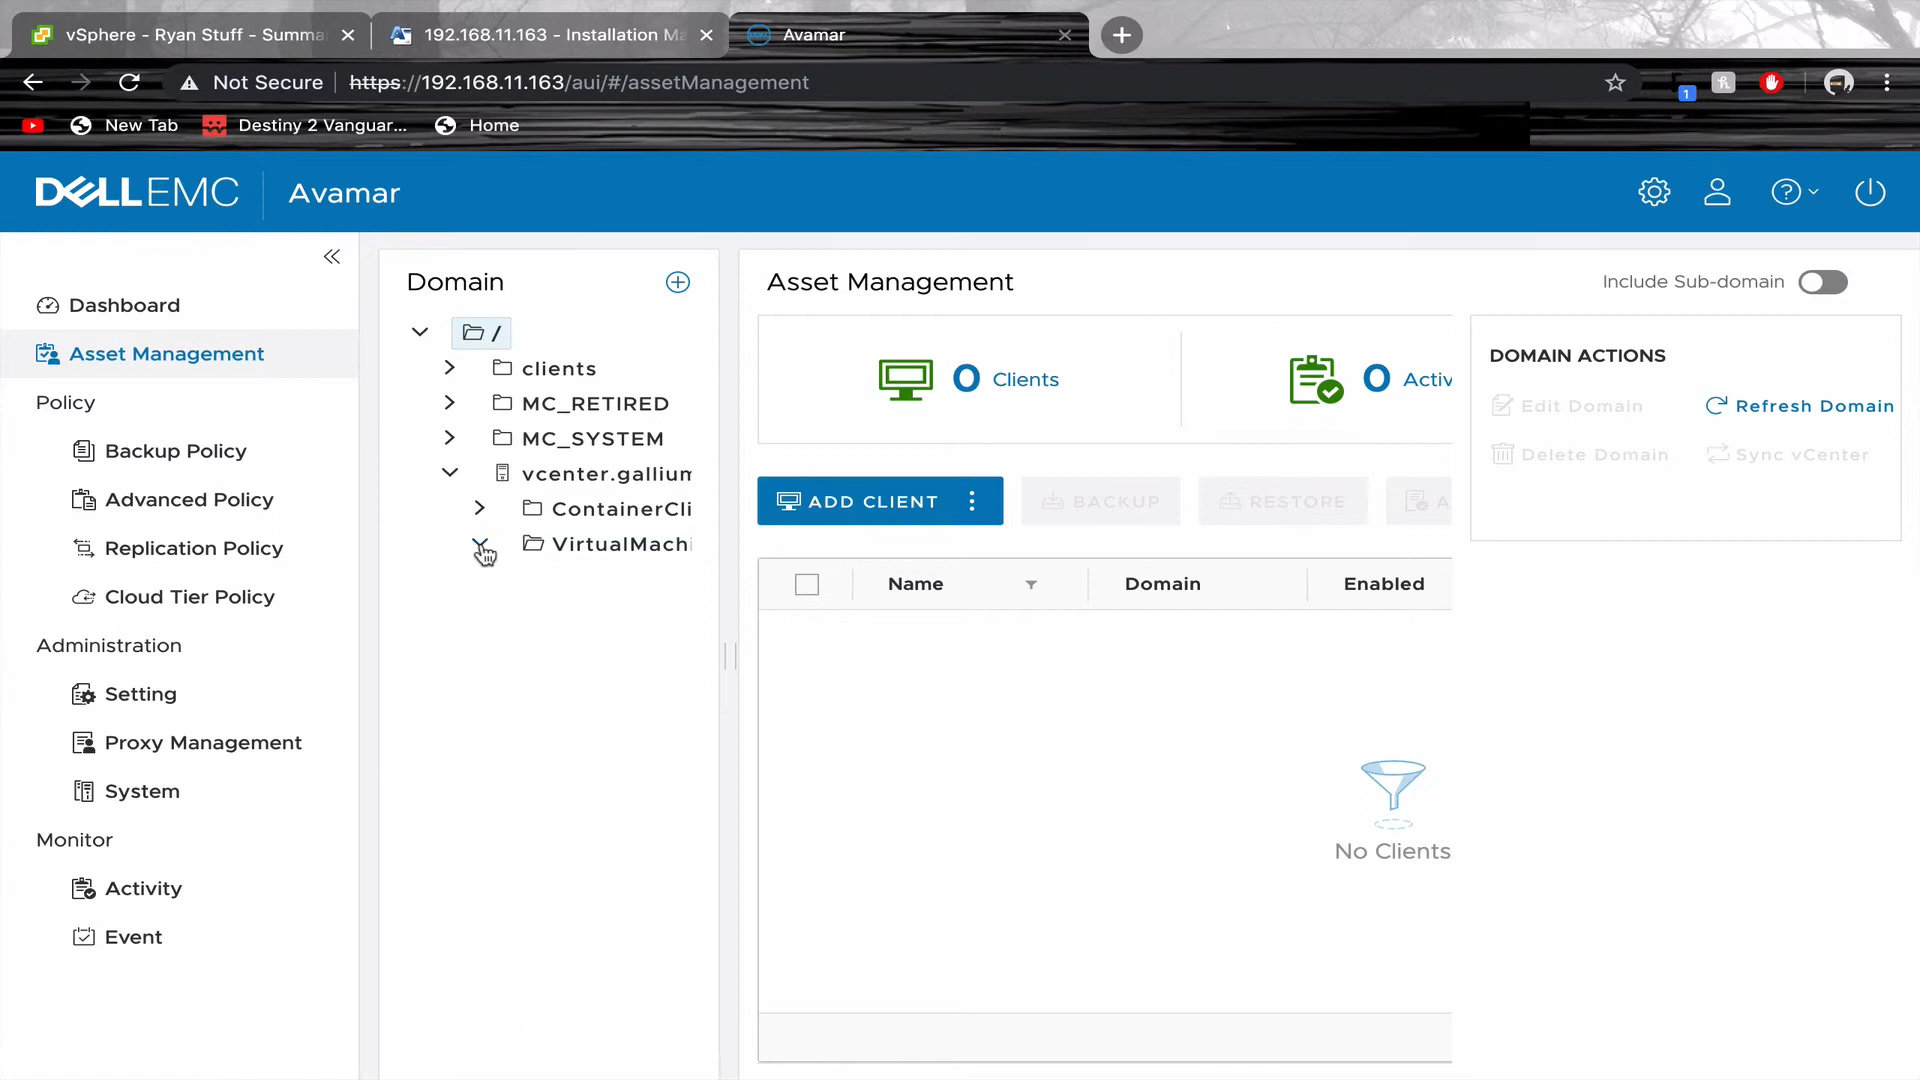 vSphere - Ryan Stuff - Summa
192.168.11.163 - Installation Ma
Avamar
Not Secure
https://192.168.11.163/aui/#/assetManagement
1
New Tab
Destiny 2 Vanguar...
Home
DELLEMC
Avamar
Dashboard
Asset Management
Policy
Backup Policy
Advanced Policy
Replication Policy
Cloud Tier Policy
Administration
Setting
Proxy Management
System
Monitor
Activity
Event
Domain
/
clients
MC_RETIRED
MC_SYSTEM
vcenter.gallium
ContainerCli
VirtualMachi
Asset Management
Include Sub-domain
0 Clients
0 Activ
ADD CLIENT
BACKUP
RESTORE
A
Name
Domain
Enabled
No Clients
DOMAIN ACTIONS
Edit Domain
Refresh Domain
Delete Domain
Sync vCenter